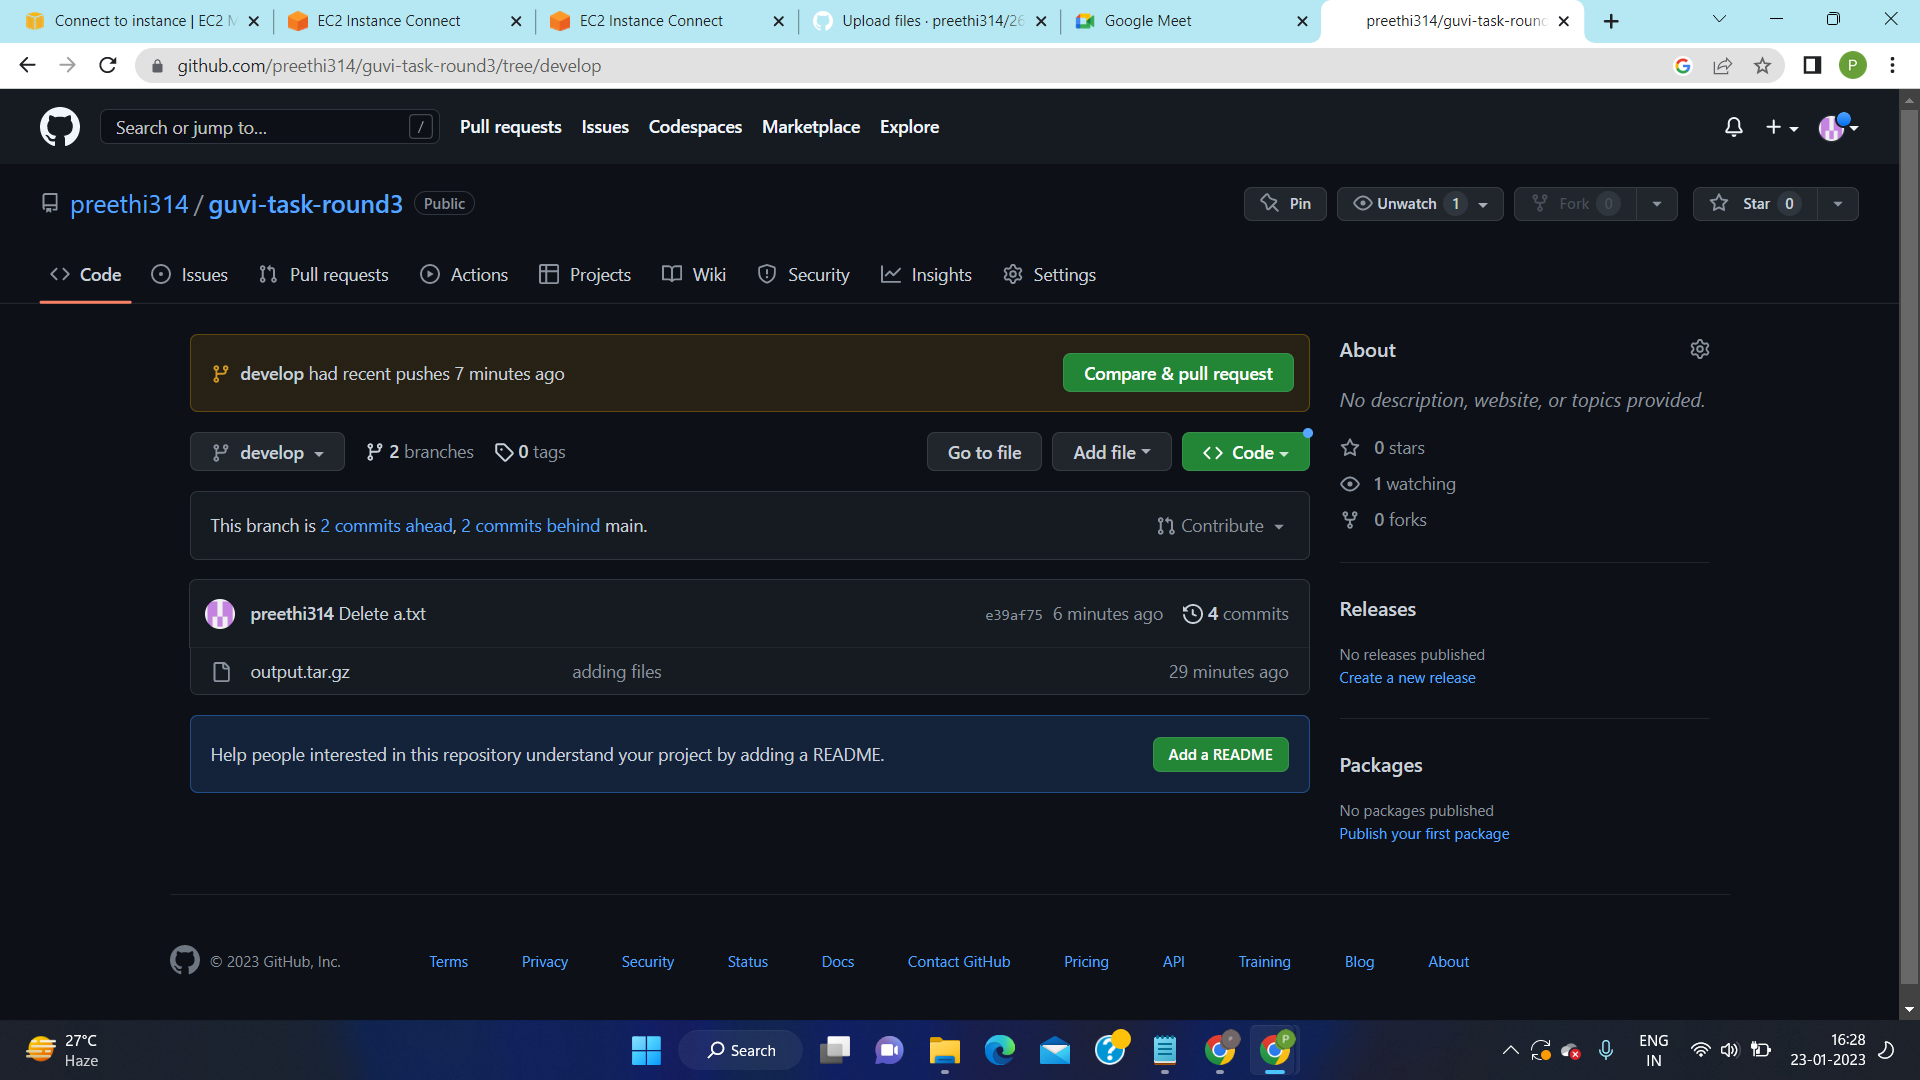 Connect to instance | EC2 M
EC2 Instance Connect
EC2 Instance Connect
Upload files · preethi314/26
Google Meet
preethi314/guvi-task-round
github.com/preethi314/guvi-task-round3/tree/develop
P
Search or jump to...
/
Pull requests
Issues
Codespaces
Marketplace
Explore
preethi314 / guvi-task-round3 Public
Pin
Unwatch 1
Fork 0
Star 0
Code
Issues
Pull requests
Actions
Projects
Wiki
Security
Insights
Settings
develop had recent pushes 7 minutes ago
Compare & pull request
About
No description, website, or topics provided.
develop
2 branches
0 tags
Go to file
Add file
Code
0 stars
1 watching
0 forks
This branch is 2 commits ahead, 2 commits behind main.
Contribute
preethi314 Delete a.txt
e39af75 6 minutes ago
4 commits
output.tar.gz
adding files
29 minutes ago
Releases
No releases published
Create a new release
Help people interested in this repository understand your project by adding a README.
Add a README
Packages
No packages published
Publish your first package
© 2023 GitHub, Inc.
Terms
Privacy
Security
Status
Docs
Contact GitHub
Pricing
API
Training
Blog
About
27°C
Haze
Search
P
ENG
IN
16:28
23-01-2023